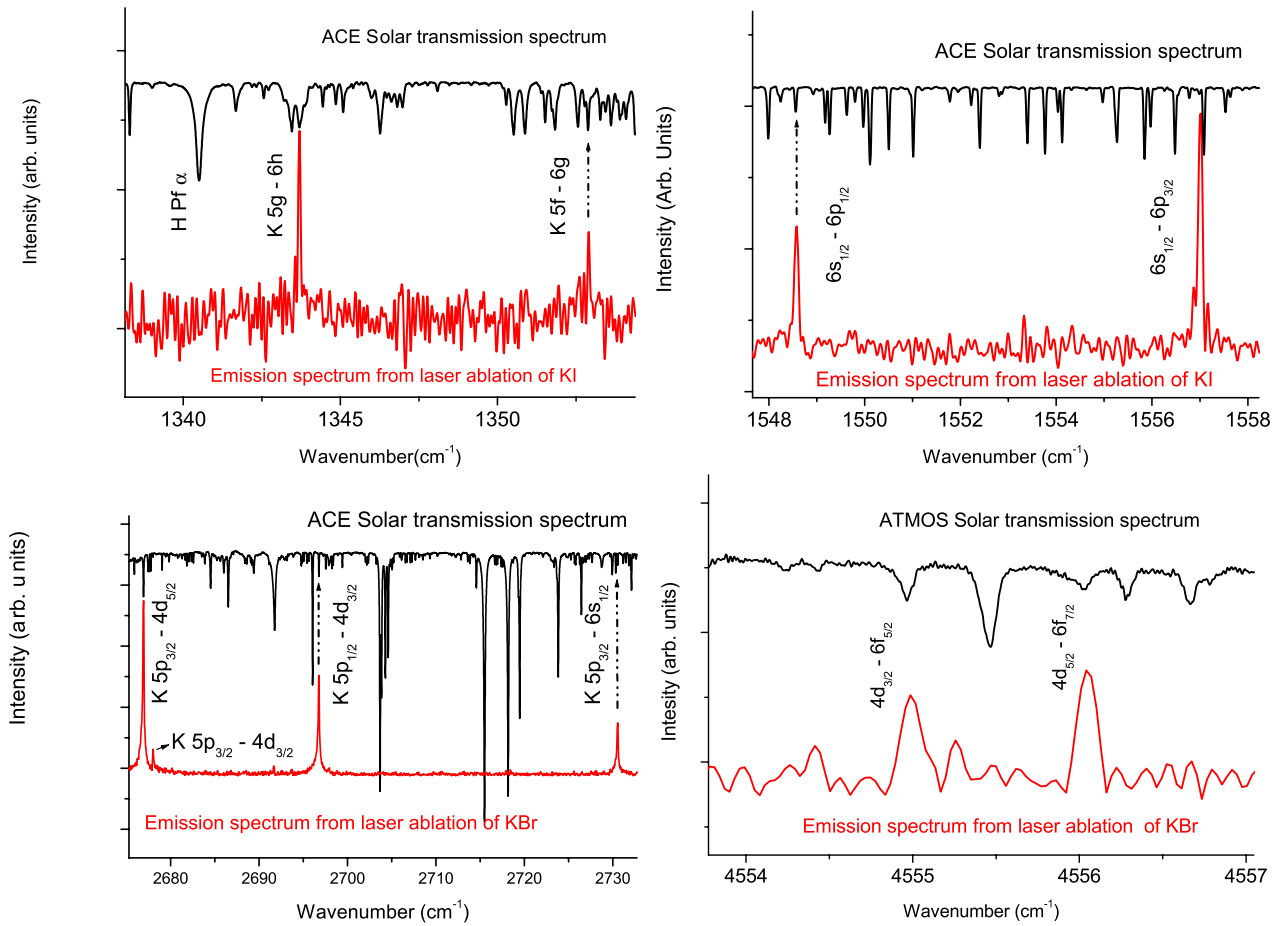 ACE Solar transmission spectrum
Intensity (arb. units)
H Pf α
K 5g - 6h
K 5f - 6g
Emission spectrum from laser ablation of KI
1340 1345 1350
Wavenumber(cm-1)
ACE Solar transmission spectrum
Intensity (Arb. Units)
6s1/2 - 6p1/2
6s1/2 - 6p3/2
Emission spectrum from laser ablation of KI
1548 1550 1552 1554 1556 1558
Wavenumber (cm-1)
ACE Solar transmission spectrum
Intensity (arb. units)
K 5p3/2 - 4d5/2
K 5p3/2 - 4d3/2
K 5p1/2 - 4d3/2
K 5p3/2 - 6s1/2
Emission spectrum from laser ablation of KBr
2680 2690 2700 2710 2720 2730
Wavenumber (cm-1)
ATMOS Solar transmission spectrum
Intesity (arb. units)
4d3/2 - 6f5/2
4d5/2 - 6f7/2
Emission spectrum from laser ablation of KBr
4554 4555 4556 4557
Wavenumber (cm-1)